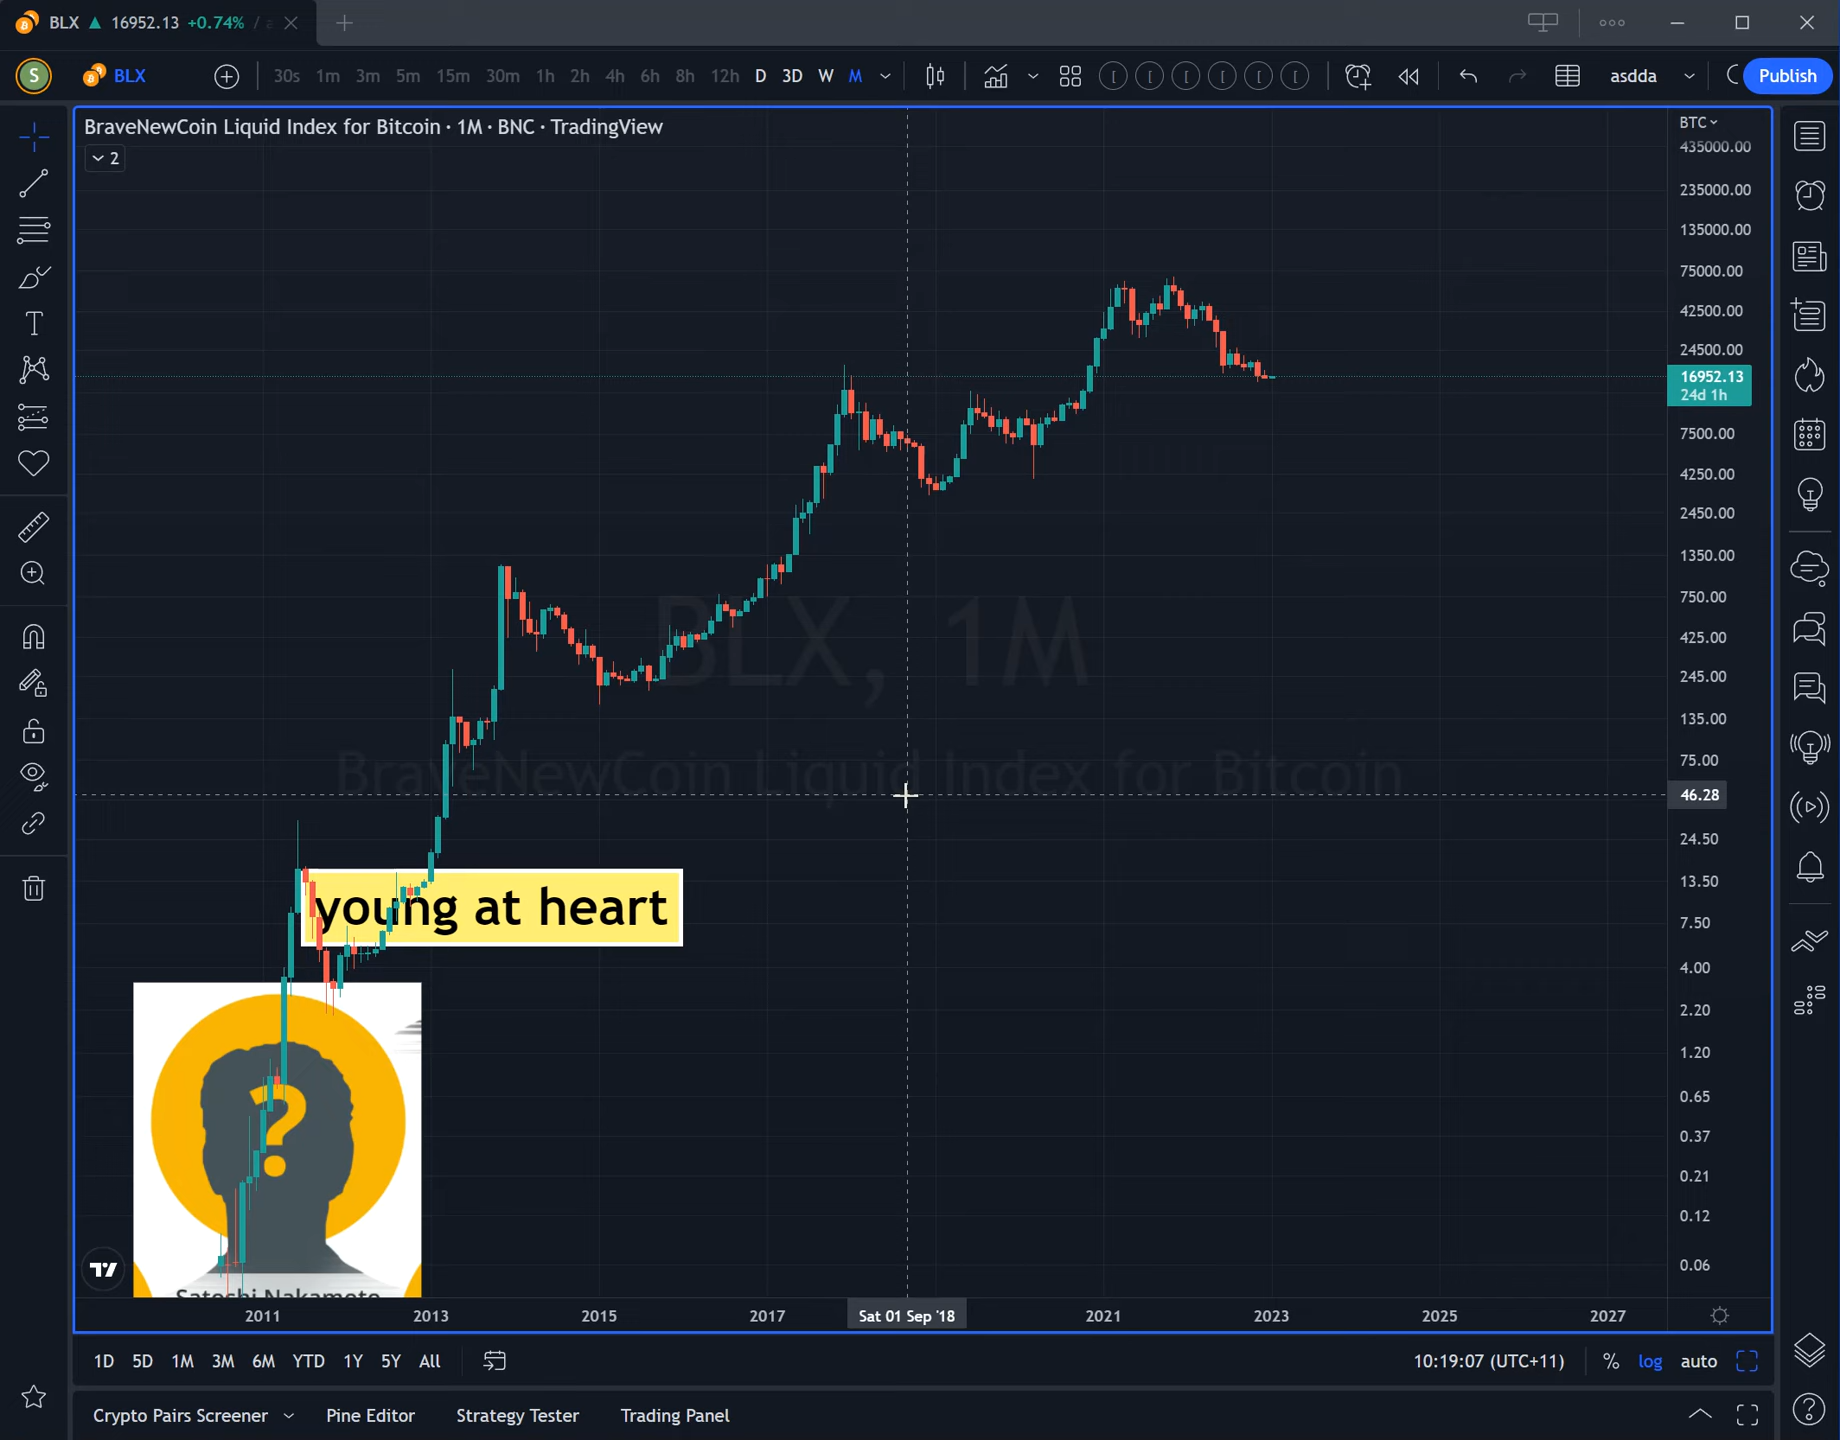 BLX ▲ 16952.13 +0.74% / a
S BLX 30s 1m 3m 5m 15m 30m 1h 2h 4h 6h 8h 12h D 3D W M asdda Publish
BraveNewCoin Liquid Index for Bitcoin · 1M · BNC · TradingView
2
BTC
435000.00
235000.00
135000.00
75000.00
42500.00
24500.00
16952.13
24d 1h
7500.00
4250.00
2450.00
1350.00
750.00
425.00
245.00
135.00
75.00
46.28
24.50
13.50
7.50
4.00
2.20
1.20
0.65
0.37
0.21
0.12
0.06
BLX, 1M
BraveNewCoin Liquid Index for Bitcoin
young at heart
?
Satoshi Nakamoto
2011 2013 2015 2017 Sat 01 Sep '18 2021 2023 2025 2027
1D 5D 1M 3M 6M YTD 1Y 5Y All 10:19:07 (UTC+11) % log auto
Crypto Pairs Screener Pine Editor Strategy Tester Trading Panel